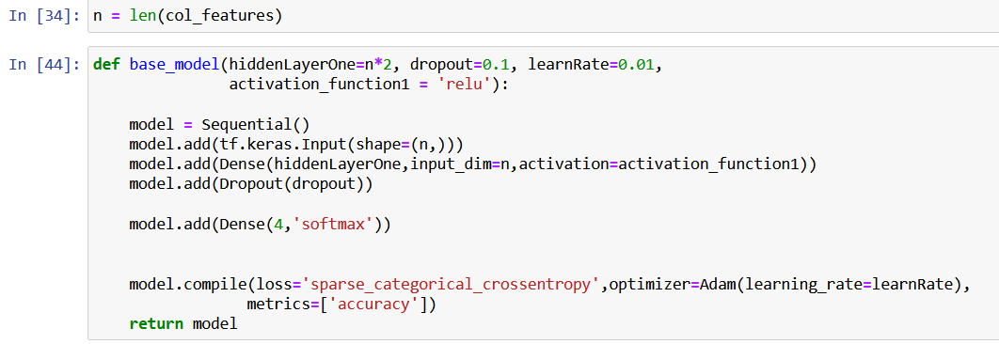 In [34]: n = len(col_features)
In [44]: def base_model(hiddenLayerOne=n*2, dropout=0.1, learnRate=0.01,
activation_function1 = 'relu'):
model = Sequential()
model.add(tf.keras.Input(shape=(n,)))
model.add(Dense(hiddenLayerOne,input_dim=n,activation=activation_function1))
model.add(Dropout(dropout))
model.add(Dense(4,'softmax'))
model.compile(loss='sparse_categorical_crossentropy',optimizer=Adam(learning_rate=learnRate),
metrics=['accuracy'])
return model